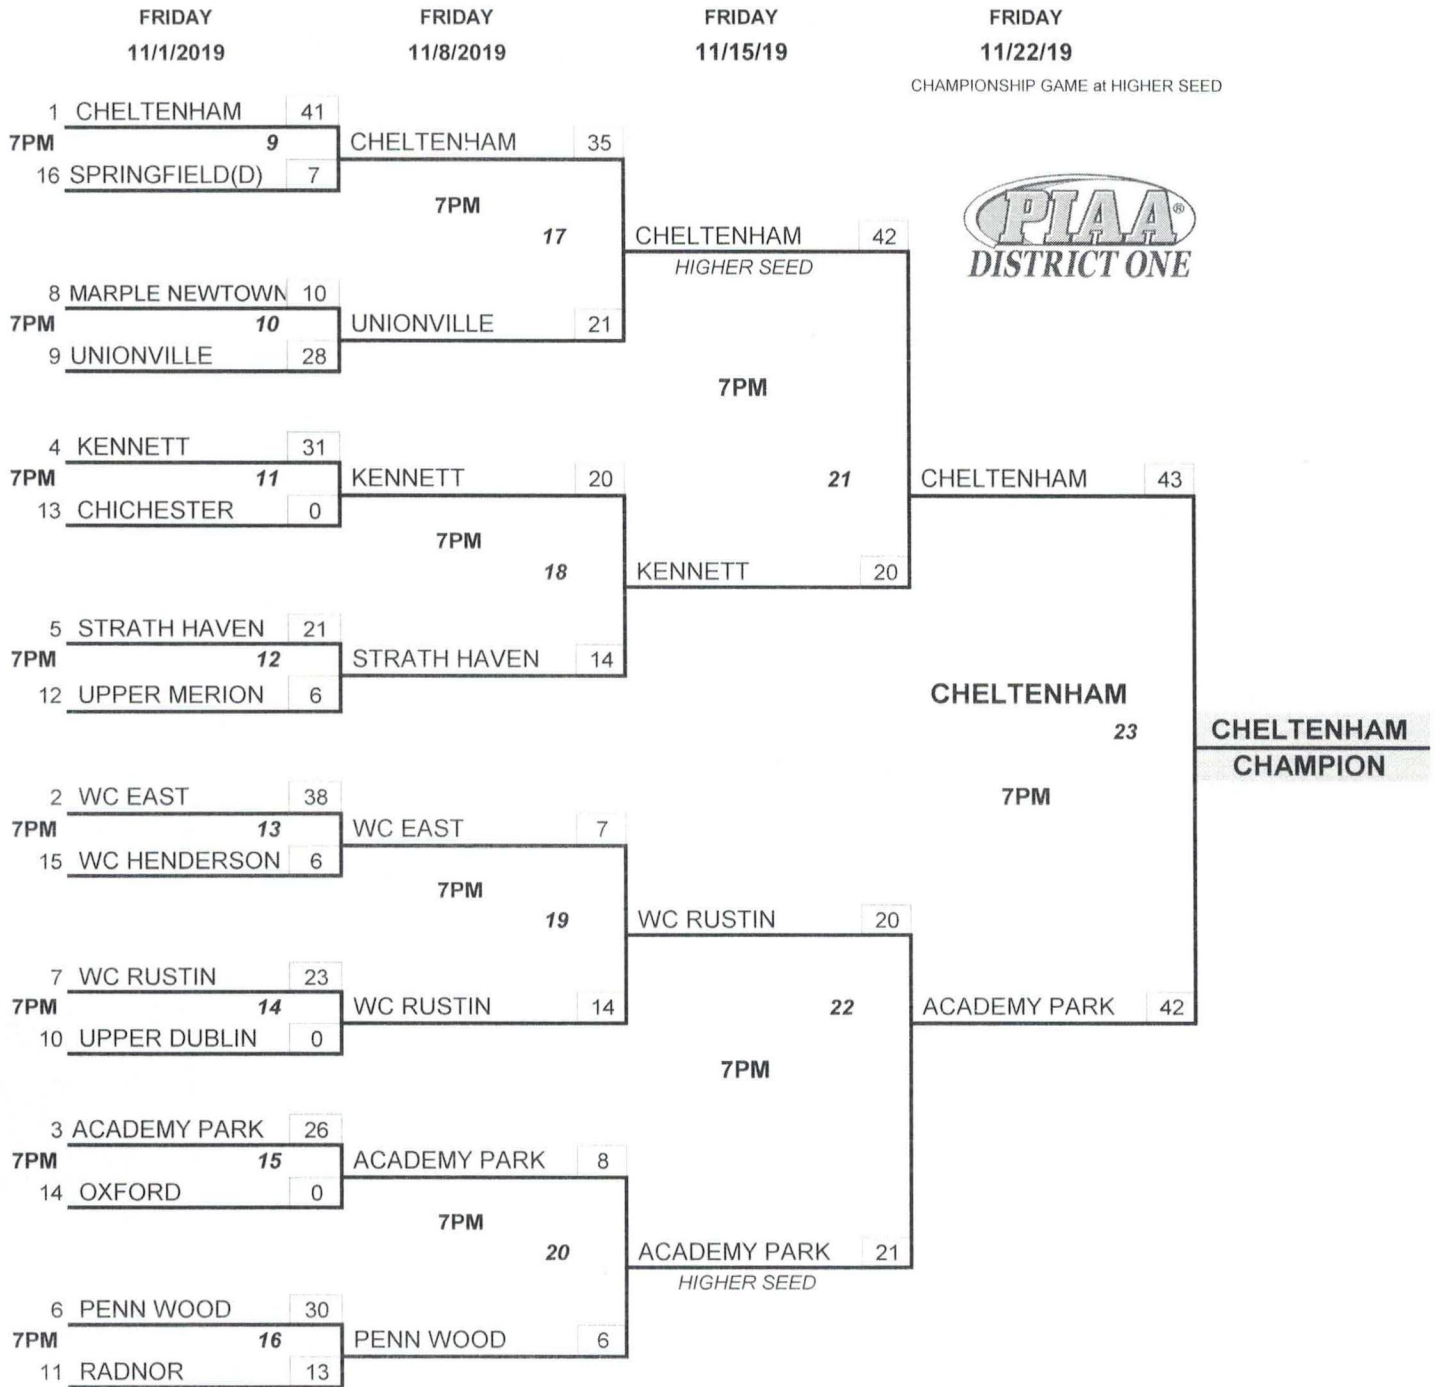 FRIDAY FRIDAY FRIDAY FRIDAY
11/1/2019 11/8/2019 11/15/19 11/22/19
CHAMPIONSHIP GAME at HIGHER SEED
1 CHELTENHAM 41
7PM 9 CHELTENHAM 35
16 SPRINGFIELD(D) 7
7PM
17 CHELTENHAM 42
HIGHER SEED
PIAA®
DISTRICT ONE
8 MARPLE NEWTOWN 10
7PM 10 UNIONVILLE 21
9 UNIONVILLE 28
7PM
4 KENNETT 31
7PM 11 KENNETT 20
21 CHELTENHAM 43
13 CHICHESTER 0
7PM
18 KENNETT 20
5 STRATH HAVEN 21
7PM 12 STRATH HAVEN 14
12 UPPER MERION 6
CHELTENHAM
23 CHELTENHAM
CHAMPION
7PM
2 WC EAST 38
7PM 13 WC EAST 7
15 WC HENDERSON 6
7PM
19 WC RUSTIN 20
7 WC RUSTIN 23
7PM 14 WC RUSTIN 14
22 ACADEMY PARK 42
10 UPPER DUBLIN 0
7PM
3 ACADEMY PARK 26
7PM 15 ACADEMY PARK 8
14 OXFORD 0
7PM
20 ACADEMY PARK 21
HIGHER SEED
6 PENN WOOD 30
7PM 16 PENN WOOD 6
11 RADNOR 13